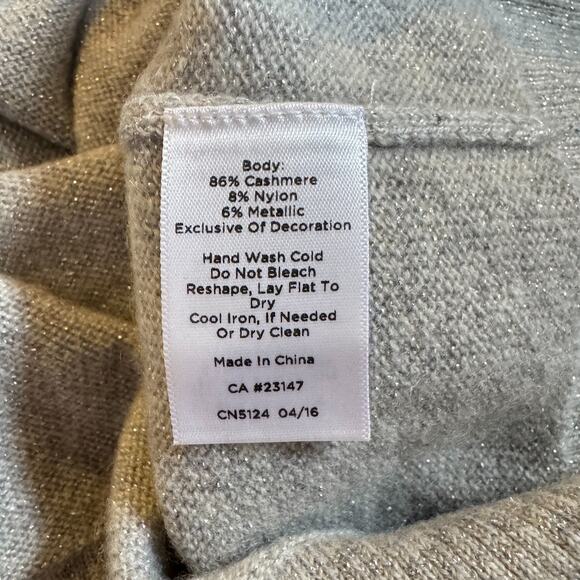 Body:
86% Cashmere
8% Nylon
6% Metallic
Exclusive Of Decoration
Hand Wash Cold
Do Not Bleach
Reshape, Lay Flat To
Dry
Cool Iron, If Needed
Or Dry Clean
Made In China
CA #23147
CN5124 04/16